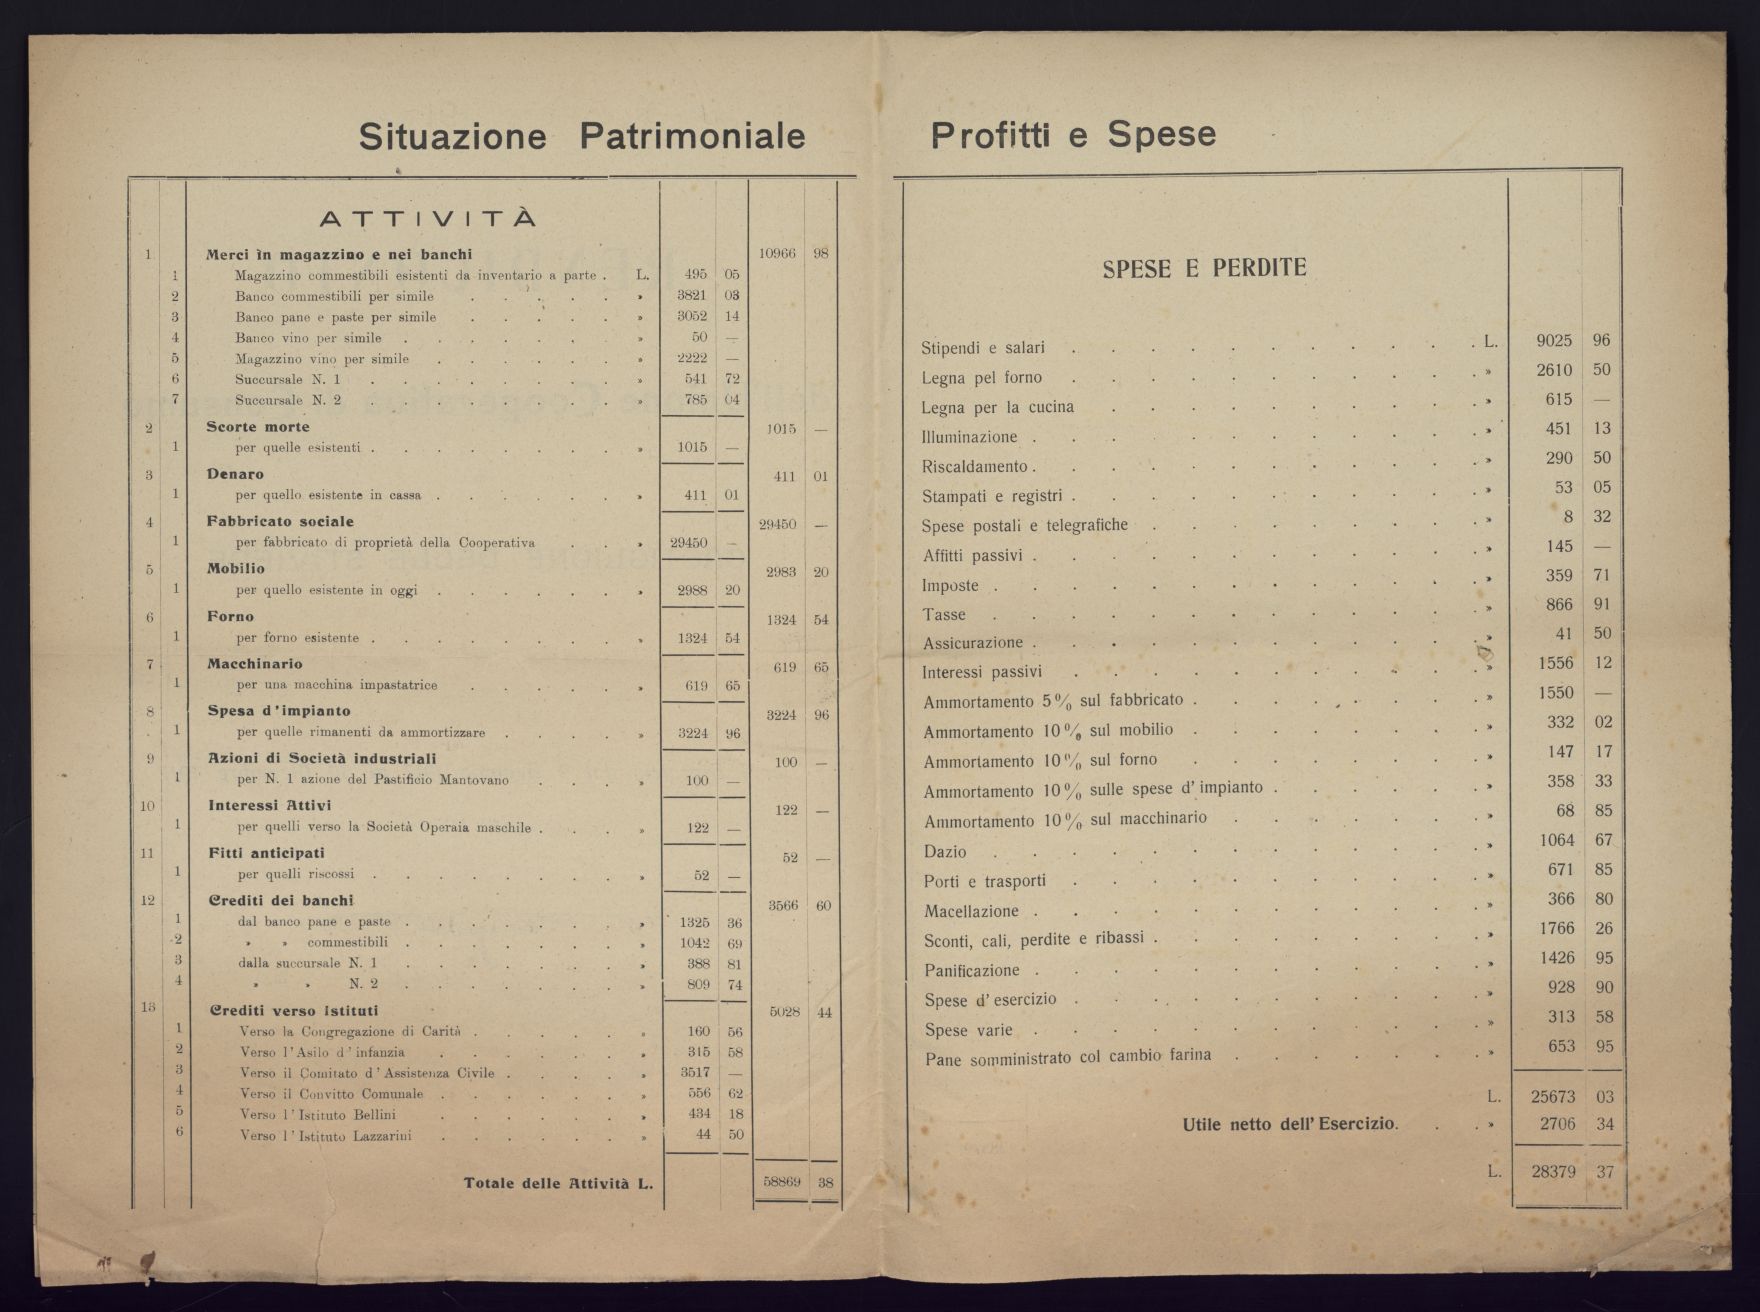 Situazione Patrimoniale
ATTIVITÀ
1 Merci in magazzino e nei banchi 10966 98
1 Magazzino commestibili esistenti da inventario a parte . L. 495 05
2 Banco commestibili per simile » 3821 03
3 Banco pane e paste per simile » 3052 14
4 Banco vino per simile » 50 —
5 Magazzino vino per simile » 2222 —
6 Succursale N. 1 » 541 72
7 Succursale N. 2 » 785 04
2 Scorte morte 1015 —
1 per quelle esistenti » 1015 —
3 Denaro 411 01
1 per quello esistente in cassa » 411 01
4 Fabbricato sociale 29450 —
1 per fabbricato di proprietà della Cooperativa » 29450 —
5 Mobilio 2983 20
1 per quello esistente in oggi » 2988 20
6 Forno 1324 54
1 per forno esistente » 1324 54
7 Macchinario 619 65
1 per una macchina impastatrice » 619 65
8 Spesa d'impianto 3224 96
1 per quelle rimanenti da ammortizzare » 3224 96
9 Azioni di Società industriali 100 —
1 per N. 1 azione del Pastificio Mantovano » 100 —
10 Interessi Attivi 122 —
1 per quelli verso la Società Operaia maschile » 122 —
11 Fitti anticipati 52 —
1 per quelli riscossi » 52 —
12 Crediti dei banchi 3566 60
1 dal banco pane e paste » 1325 36
2 » » commestibili » 1042 69
3 dalla succursale N. 1 » 388 81
4 » » N. 2 » 809 74
13 Crediti verso Istituti 5028 44
1 Verso la Congregazione di Carità » 160 56
2 Verso l'Asilo d'infanzia » 315 58
3 Verso il Comitato d'Assistenza Civile » 3517 —
4 Verso il Convitto Comunale » 556 62
5 Verso l'Istituto Bellini » 434 18
6 Verso l'Istituto Lazzarini » 44 50
Totale delle Attività L. 58869 38
Profitti e Spese
SPESE E PERDITE
Stipendi e salari L. 9025 96
Legna pel forno » 2610 50
Legna per la cucina » 615 —
Illuminazione » 451 13
Riscaldamento » 290 50
Stampati e registri » 53 05
Spese postali e telegrafiche » 8 32
Affitti passivi » 145 —
Imposte » 359 71
Tasse » 866 91
Assicurazione » 41 50
Interessi passivi » 1556 12
Ammortamento 5 % sul fabbricato » 1550 —
Ammortamento 10 % sul mobilio » 332 02
Ammortamento 10 % sul forno » 147 17
Ammortamento 10 % sulle spese d'impianto » 358 33
Ammortamento 10 % sul macchinario » 68 85
Dazio » 1064 67
Porti e trasporti » 671 85
Macellazione » 366 80
Sconti, cali, perdite e ribassi » 1766 26
Panificazione » 1426 95
Spese d'esercizio » 928 90
Spese varie » 313 58
Pane somministrato col cambio farina » 653 95
L. 25673 03
Utile netto dell'Esercizio. » 2706 34
L. 28379 37